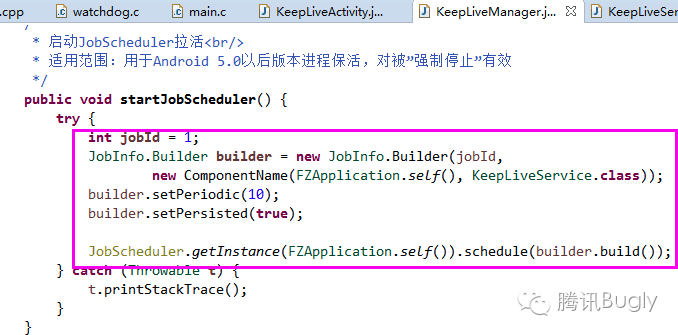 .cpp watchdog.c main.c KeepLiveActivity.j... KeepLiveManager.j... KeepLiveSer
/
* 启动JobScheduler拉活<br/>
* 适用范围：用于Android 5.0以后版本进程保活，对被"强制停止"有效
*/
public void startJobScheduler() {
try {
int jobId = 1;
JobInfo.Builder builder = new JobInfo.Builder(jobId,
new ComponentName(FZApplication.self(), KeepLiveService.class));
builder.setPeriodic(10);
builder.setPersisted(true);
JobScheduler.getInstance(FZApplication.self()).schedule(builder.build());
} catch (Throwable t) {
t.printStackTrace();
}
}
腾讯Bugly